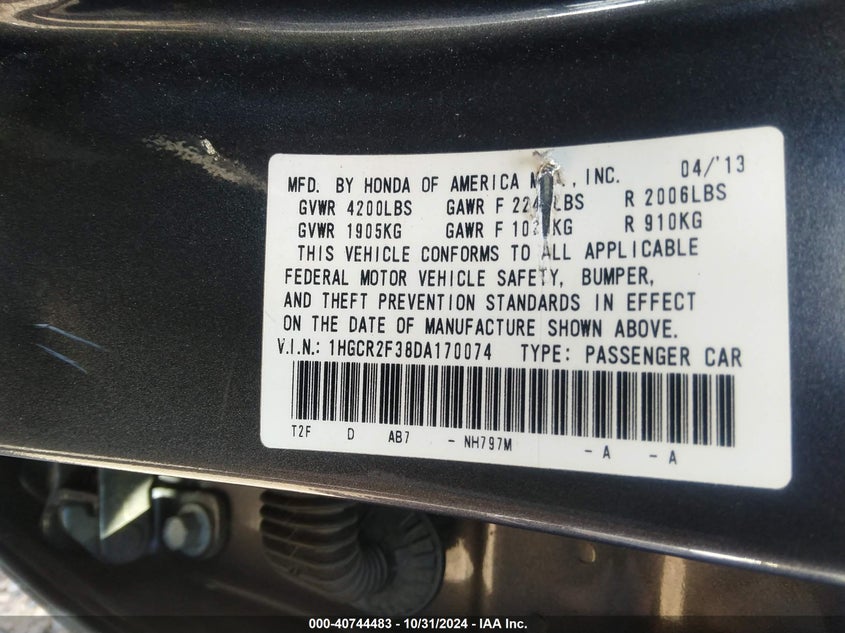 MFD. BY HONDA OF AMERICA , INC. 04/'13
GVWR 4200LBS GAWR F LBS R 2006LBS
GVWR 1905KG GAWR F KG R 910KG
THIS VEHICLE CONFORMS TO ALL APPLICABLE
FEDERAL MOTOR VEHICLE SAFETY, BUMPER,
AND THEFT PREVENTION STANDARDS IN EFFECT
ON THE DATE OF MANUFACTURE SHOWN ABOVE.
V.I.N.: 1HGCR2F38DA170074 TYPE: PASSENGER CAR
T2F D AB7 - NH797M - A - A
000-40744483 - 10/31/2024 - IAA Inc.